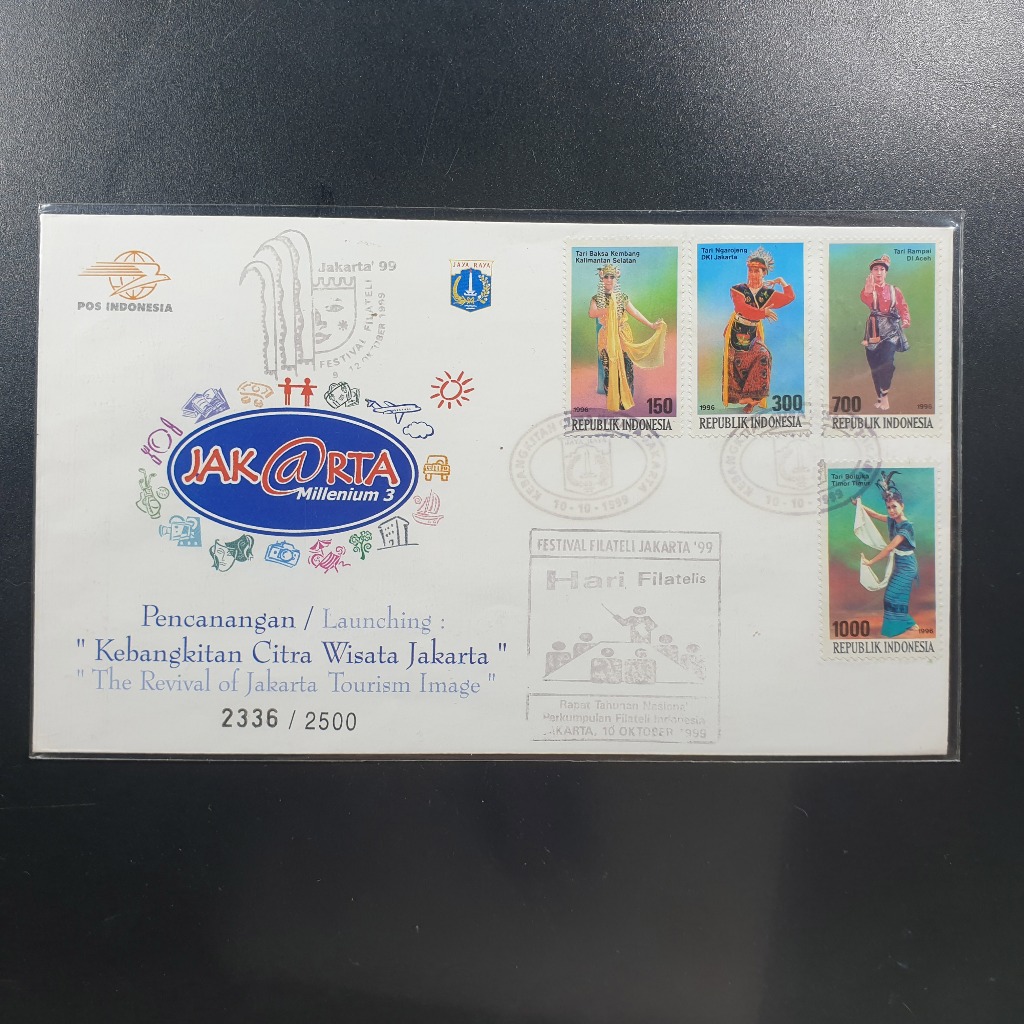 POS INDONESIA
Jakarta' 99
FESTIVAL FILATELI
JAYA RAYA
JAK@RTA
Millenium 3
Pencanangan / Launching :
" Kebangkitan Citra Wisata Jakarta "
" The Revival of Jakarta Tourism Image "
2336 / 2500
Tari Baksa Kembang
Kalimantan Selatan
1996 150
REPUBLIK INDONESIA
Tari Ngarojeng
DKI Jakarta
1996 300
REPUBLIK INDONESIA
Tari Rampai
DI Aceh
700 1996
REPUBLIK INDONESIA
KEBANGKITAN
10-10-1999
10-10-
Timor Timur
1000 1996
REPUBLIK INDONESIA
FESTIVAL FILATELI JAKARTA '99
Hari Filatelis
Rapat Tahunan Nasional
Perkumpulan Filateli Indonesia
JAKARTA, 10 OKTOBER 1999